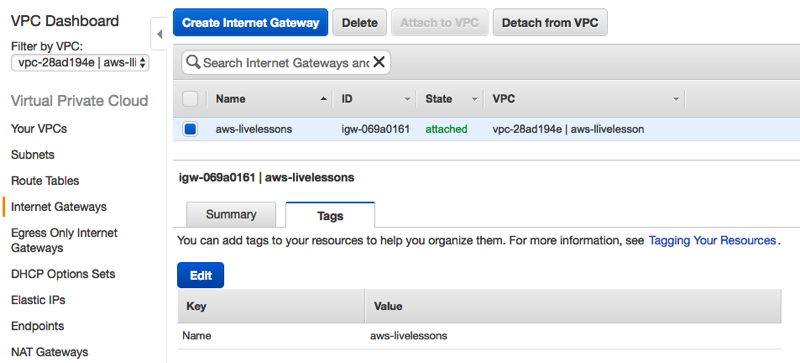 VPC Dashboard
Filter by VPC:
vpc-28ad194e | aws-lli
Virtual Private Cloud
Your VPCs
Subnets
Route Tables
Internet Gateways
Egress Only Internet
Gateways
DHCP Options Sets
Elastic IPs
Endpoints
NAT Gateways
Create Internet Gateway Delete Attach to VPC Detach from VPC
Search Internet Gateways and
Name ID State VPC
aws-livelessons igw-069a0161 attached vpc-28ad194e | aws-llivelesson
igw-069a0161 | aws-livelessons
Summary Tags
You can add tags to your resources to help you organize them. For more information, see Tagging Your Resources.
Edit
Key Value
Name aws-livelessons